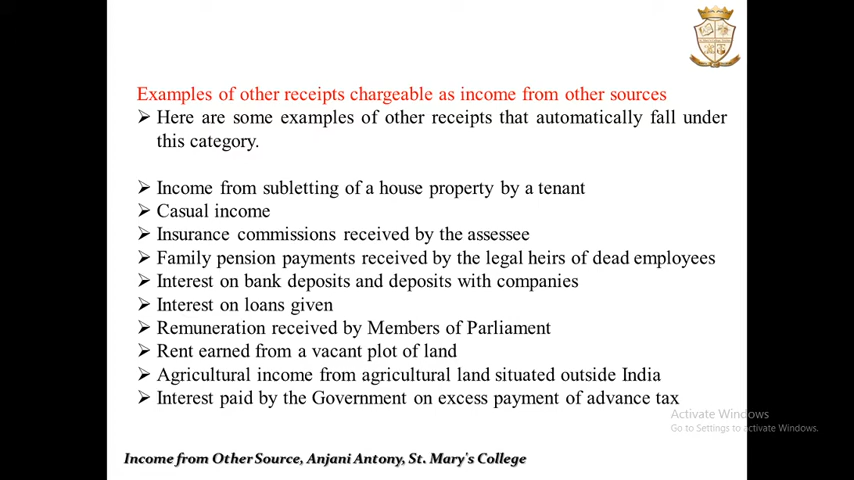 Examples of other receipts chargeable as income from other sources
➢ Here are some examples of other receipts that automatically fall under
this category.
➢ Income from subletting of a house property by a tenant
➢ Casual income
➢ Insurance commissions received by the assessee
➢ Family pension payments received by the legal heirs of dead employees
➢ Interest on bank deposits and deposits with companies
➢ Interest on loans given
➢ Remuneration received by Members of Parliament
➢ Rent earned from a vacant plot of land
➢ Agricultural income from agricultural land situated outside India
➢ Interest paid by the Government on excess payment of advance tax
Activate Windows
Go to Settings to activate Windows.
Income from Other Source, Anjani Antony, St. Mary's College